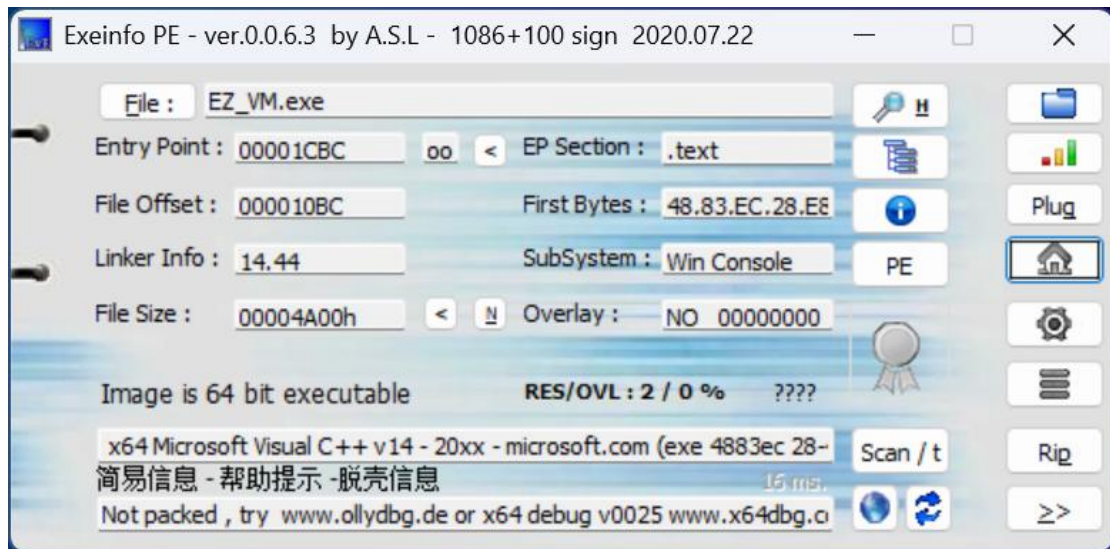 Exeinfo PE - ver.0.0.6.3 by A.S.L - 1086+100 sign 2020.07.22
File : EZ_VM.exe H
Entry Point : 00001CBC oo < EP Section : .text
File Offset : 000010BC First Bytes : 48.83.EC.28.E8 Plug
Linker Info : 14.44 SubSystem : Win Console PE
File Size : 00004A00h < N Overlay : NO 00000000
Image is 64 bit executable RES/OVL : 2 / 0 % ????
x64 Microsoft Visual C++ v14 - 20xx - microsoft.com (exe 4883ec 28- Scan / t Rip
简易信息 - 帮助提示 -脱壳信息 16 ms.
Not packed , try www.ollydbg.de or x64 debug v0025 www.x64dbg.c >>